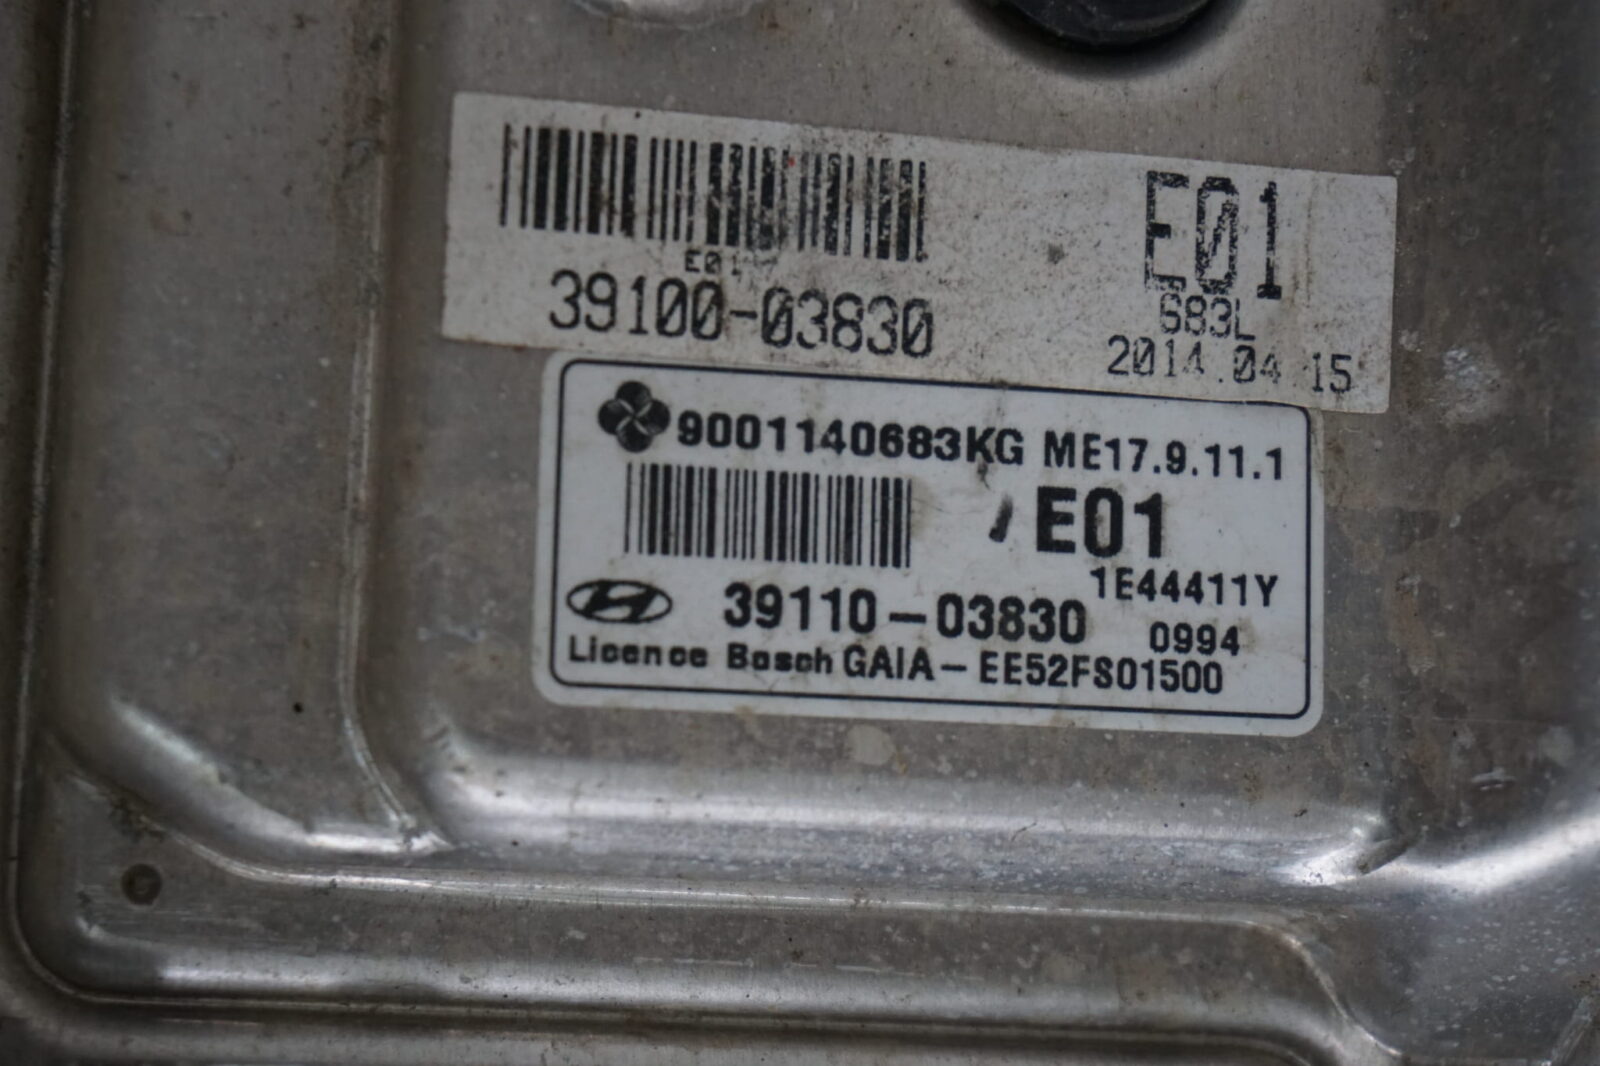 E01
E01
39100-03830
683L
2014.04.15
9001140683KG ME17.9.11.1
E01
1E44411Y
39110-03830
0994
Licence Bosch GAIA-EE52FS01500